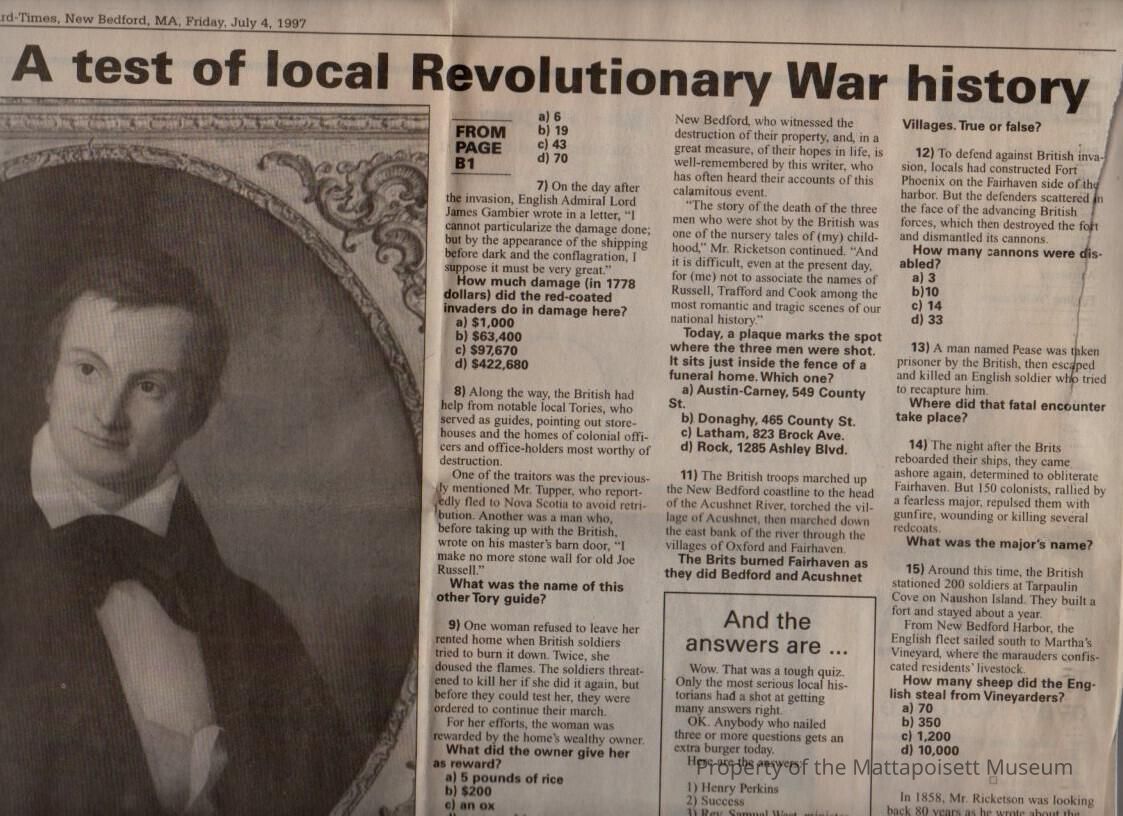 rd-Times, New Bedford, MA, Friday, July 4, 1997
A test of local Revolutionary War history
FROM
PAGE
B1
a) 6
b) 19
c) 43
d) 70
7) On the day after
the invasion, English Admiral Lord
James Gambier wrote in a letter, “I
cannot particularize the damage done;
but by the appearance of the shipping
before dark and the conflagration, I
suppose it must be very great.”
How much damage (in 1778
dollars) did the red-coated
invaders do in damage here?
a) $1,000
b) $63,400
c) $97,670
d) $422,680
8) Along the way, the British had
help from notable local Tories, who
served as guides, pointing out store-
houses and the homes of colonial offi-
cers and office-holders most worthy of
destruction.
One of the traitors was the previous-
ly mentioned Mr. Tupper, who report-
edly fled to Nova Scotia to avoid retri-
bution. Another was a man who,
before taking up with the British,
wrote on his master’s barn door, “I
make no more stone wall for old Joe
Russell.”
What was the name of this
other Tory guide?
9) One woman refused to leave her
rented home when British soldiers
tried to burn it down. Twice, she
doused the flames. The soldiers threat-
ened to kill her if she did it again, but
before they could test her, they were
ordered to continue their march.
For her efforts, the woman was
rewarded by the home’s wealthy owner.
What did the owner give her
as reward?
a) 5 pounds of rice
b) $200
c) an ox
New Bedford, who witnessed the
destruction of their property, and, in a
great measure, of their hopes in life, is
well-remembered by this writer, who
has often heard their accounts of this
calamitous event.
“The story of the death of the three
men who were shot by the British was
one of the nursery tales of (my) child-
hood,” Mr. Ricketson continued. “And
it is difficult, even at the present day,
for (me) not to associate the names of
Russell, Trafford and Cook among the
most romantic and tragic scenes of our
national history.”
Today, a plaque marks the spot
where the three men were shot.
It sits just inside the fence of a
funeral home. Which one?
a) Austin-Carney, 549 County
St.
b) Donaghy, 465 County St.
c) Latham, 823 Brock Ave.
d) Rock, 1285 Ashley Blvd.
11) The British troops marched up
the New Bedford coastline to the head
of the Acushnet River, torched the vil-
lage of Acushnet, then marched down
the east bank of the river through the
villages of Oxford and Fairhaven.
The Brits burned Fairhaven as
they did Bedford and Acushnet
And the
answers are ...
Wow. That was a tough quiz.
Only the most serious local his-
torians had a shot at getting
many answers right.
OK. Anybody who nailed
three or more questions gets an
extra burger today.
Here are the answers:
1) Henry Perkins
2) Success
3) Rev. Samuel West, minister
Villages. True or false?
12) To defend against British inva-
sion, locals had constructed Fort
Phoenix on the Fairhaven side of the
harbor. But the defenders scattered in
the face of the advancing British
forces, which then destroyed the fort
and dismantled its cannons.
How many cannons were dis-
abled?
a) 3
b)10
c) 14
d) 33
13) A man named Pease was taken
prisoner by the British, then escaped
and killed an English soldier who tried
to recapture him.
Where did that fatal encounter
take place?
14) The night after the Brits
reboarded their ships, they came
ashore again, determined to obliterate
Fairhaven. But 150 colonists, rallied by
a fearless major, repulsed them with
gunfire, wounding or killing several
redcoats.
What was the major’s name?
15) Around this time, the British
stationed 200 soldiers at Tarpaulin
Cove on Naushon Island. They built a
fort and stayed about a year.
From New Bedford Harbor, the
English fleet sailed south to Martha’s
Vineyard, where the marauders confis-
cated residents’ livestock.
How many sheep did the Eng-
lish steal from Vineyarders?
a) 70
b) 350
c) 1,200
d) 10,000
In 1858, Mr. Ricketson was looking
back 80 years as he wrote about the
Property of the Mattapoisett Museum